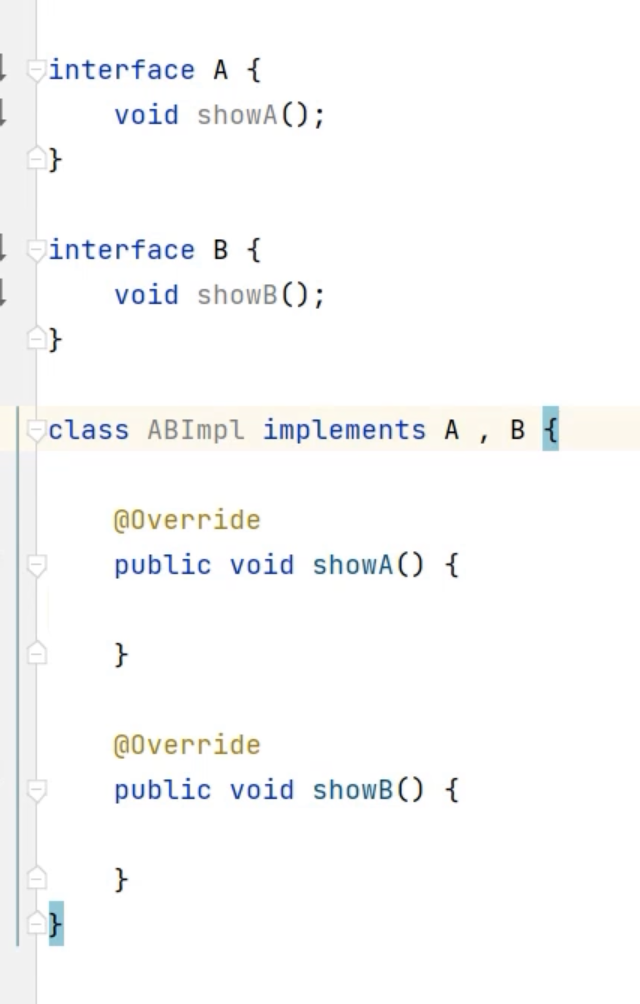 interface A {
    void showA();
}
interface B {
    void showB();
}
class ABImpl implements A , B {
    @Override
    public void showA() {
    }
    @Override
    public void showB() {
    }
}